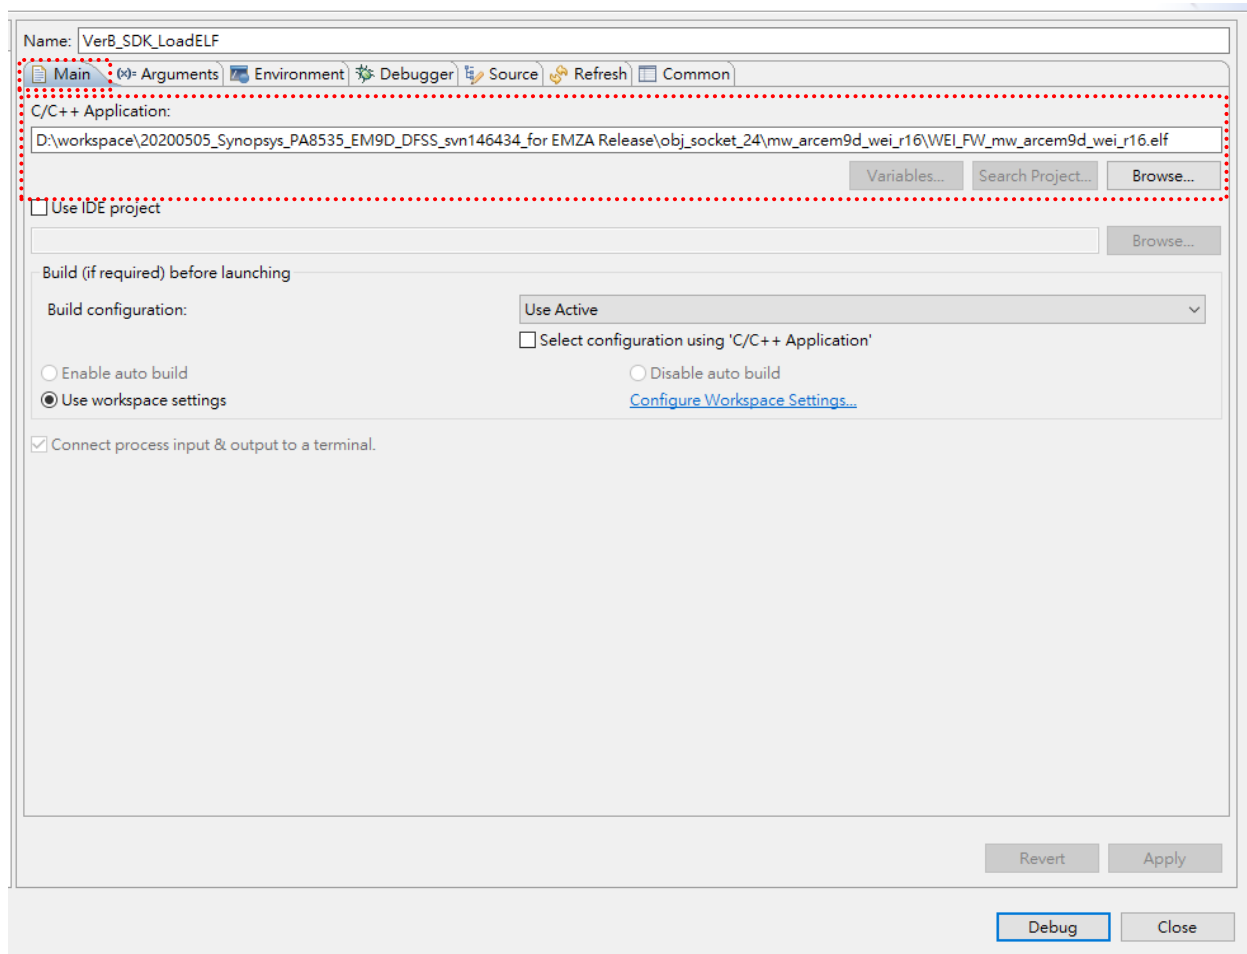 Name: VerB_SDK_LoadELF
Main (x)= Arguments Environment Debugger Source Refresh Common
C/C++ Application:
D:\workspace\20200505_Synopsys_PA8535_EM9D_DFSS_svn146434_for EMZA Release\obj_socket_24\mw_arcem9d_wei_r16\WEI_FW_mw_arcem9d_wei_r16.elf
Variables... Search Project... Browse...
Use IDE project
Browse...
Build (if required) before launching
Build configuration: Use Active
Select configuration using 'C/C++ Application'
Enable auto build Disable auto build
Use workspace settings Configure Workspace Settings...
Connect process input & output to a terminal.
Revert Apply
Debug Close